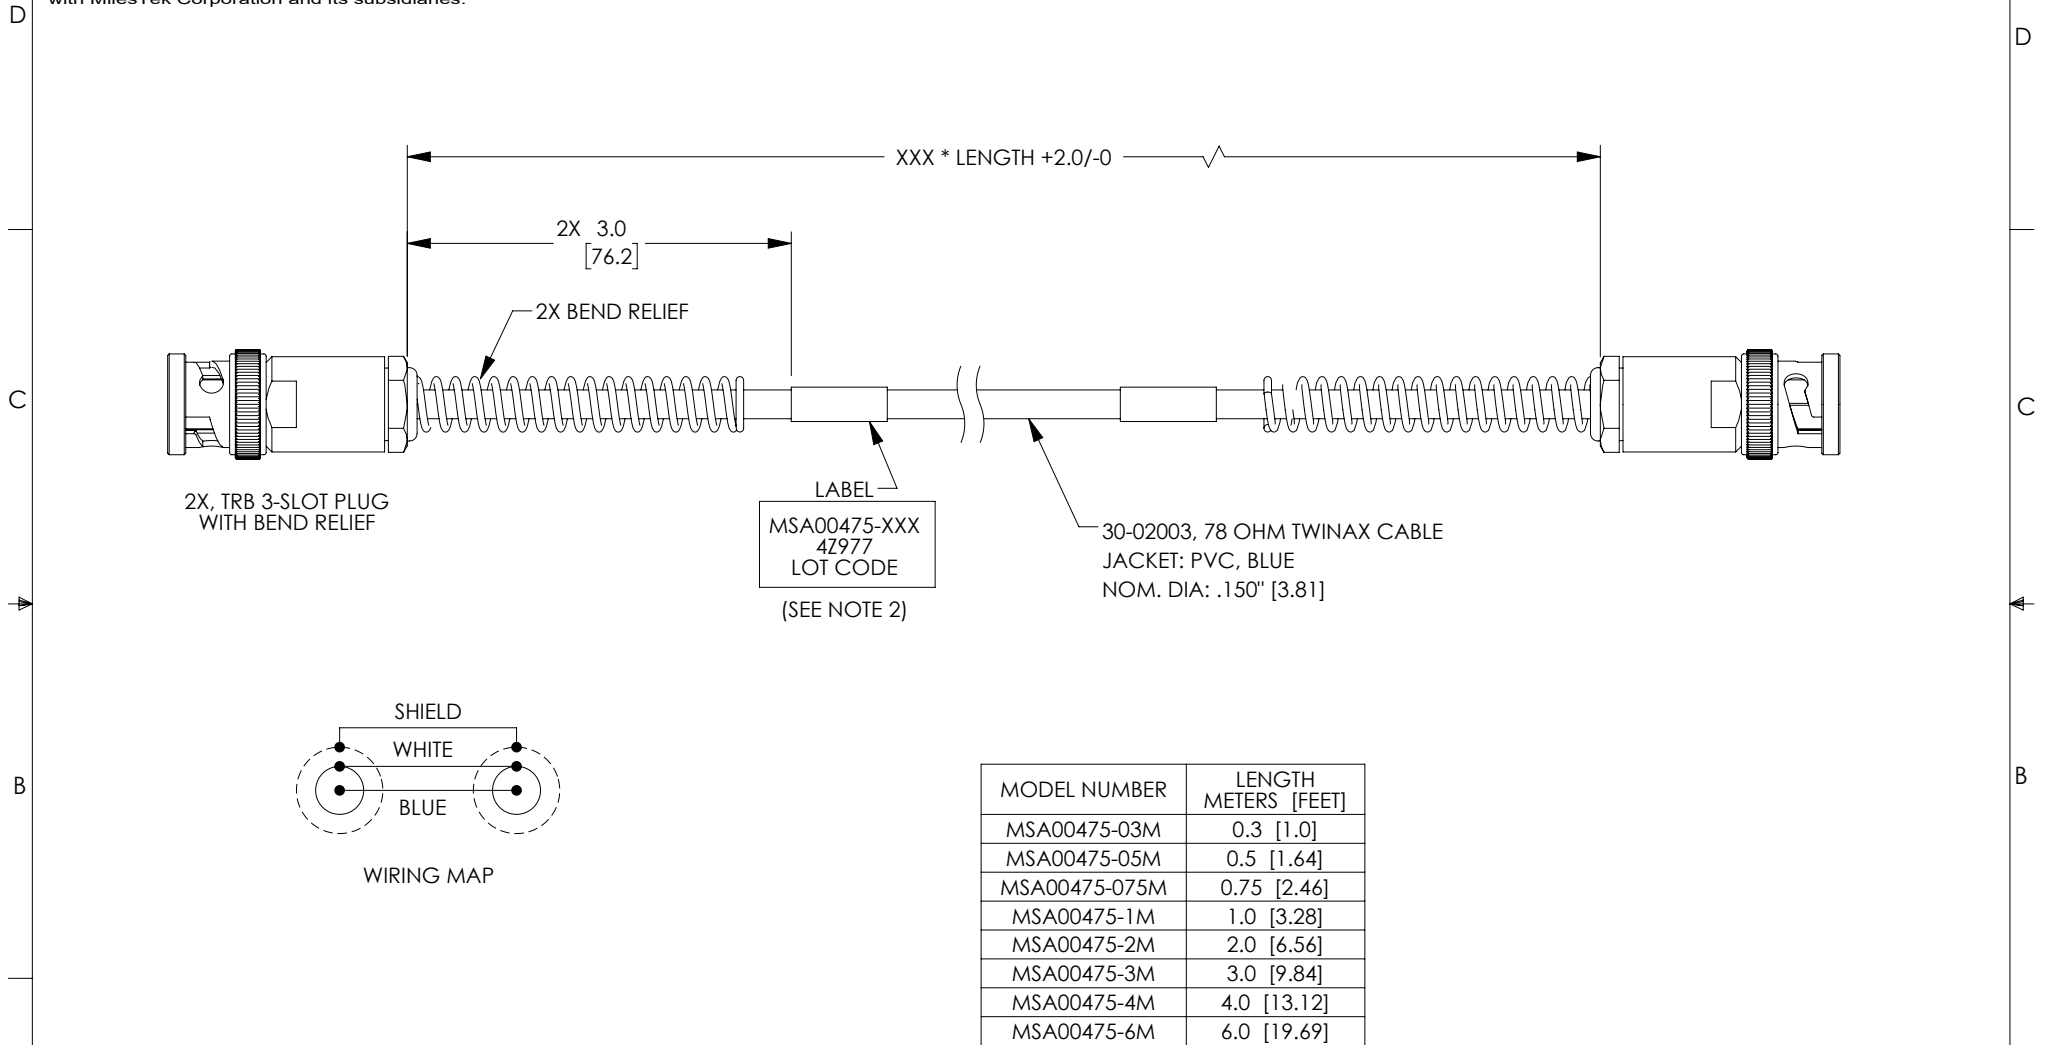 with MilesTek Corporation and its subsidiaries.
D
D
XXX * LENGTH +2.0/-0
2X 3.0
[76.2]
2X BEND RELIEF
C
C
2X, TRB 3-SLOT PLUG
WITH BEND RELIEF
LABEL
MSA00475-XXX
4Z977
LOT CODE
(SEE NOTE 2)
30-02003, 78 OHM TWINAX CABLE
JACKET: PVC, BLUE
NOM. DIA: .150" [3.81]
SHIELD
WHITE
BLUE
WIRING MAP
B
B
MODEL NUMBER
LENGTH
METERS [FEET]
MSA00475-03M 0.3 [1.0]
MSA00475-05M 0.5 [1.64]
MSA00475-075M 0.75 [2.46]
MSA00475-1M 1.0 [3.28]
MSA00475-2M 2.0 [6.56]
MSA00475-3M 3.0 [9.84]
MSA00475-4M 4.0 [13.12]
MSA00475-6M 6.0 [19.69]